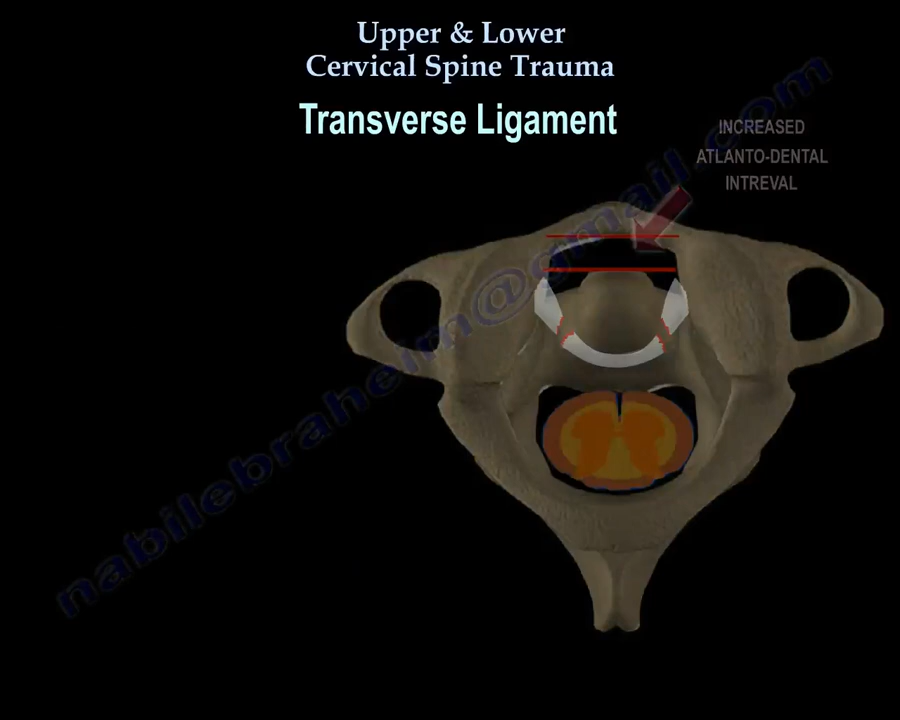 Upper & Lower
Cervical Spine Trauma
Transverse Ligament
INCREASED
ATLANTO-DENTAL
INTREVAL
nabilebraheim@gmail.com